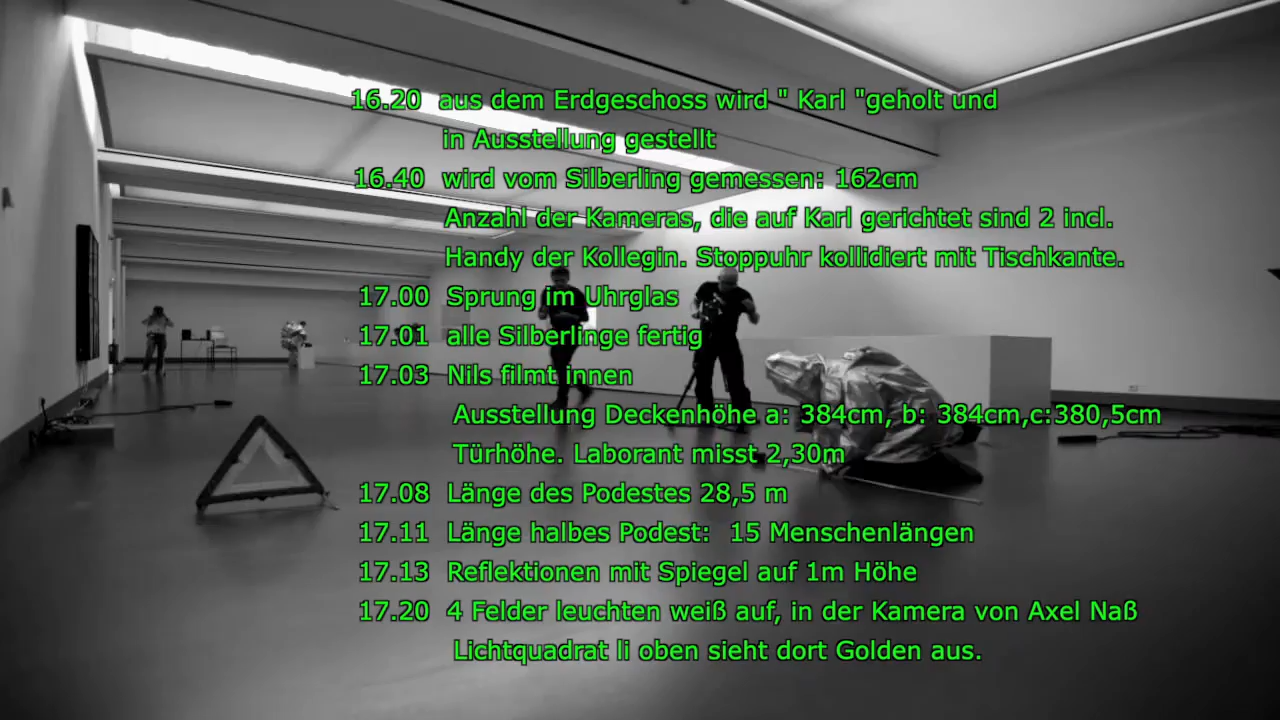 16.20 aus dem Erdgeschoss wird " Karl "geholt und
in Ausstellung gestellt
16.40 wird vom Silberling gemessen: 162cm
Anzahl der Kameras, die auf Karl gerichtet sind 2 incl.
Handy der Kollegin. Stoppuhr kollidiert mit Tischkante.
17.00 Sprung im Uhrglas
17.01 alle Silberlinge fertig
17.03 Nils filmt innen
Ausstellung Deckenhöhe a: 384cm, b: 384cm,c:380,5cm
Türhöhe. Laborant misst 2,30m
17.08 Länge des Podestes 28,5 m
17.11 Länge halbes Podest: 15 Menschenlängen
17.13 Reflektionen mit Spiegel auf 1m Höhe
17.20 4 Felder leuchten weiß auf, in der Kamera von Axel Naß
Lichtquadrat li oben sieht dort Golden aus.